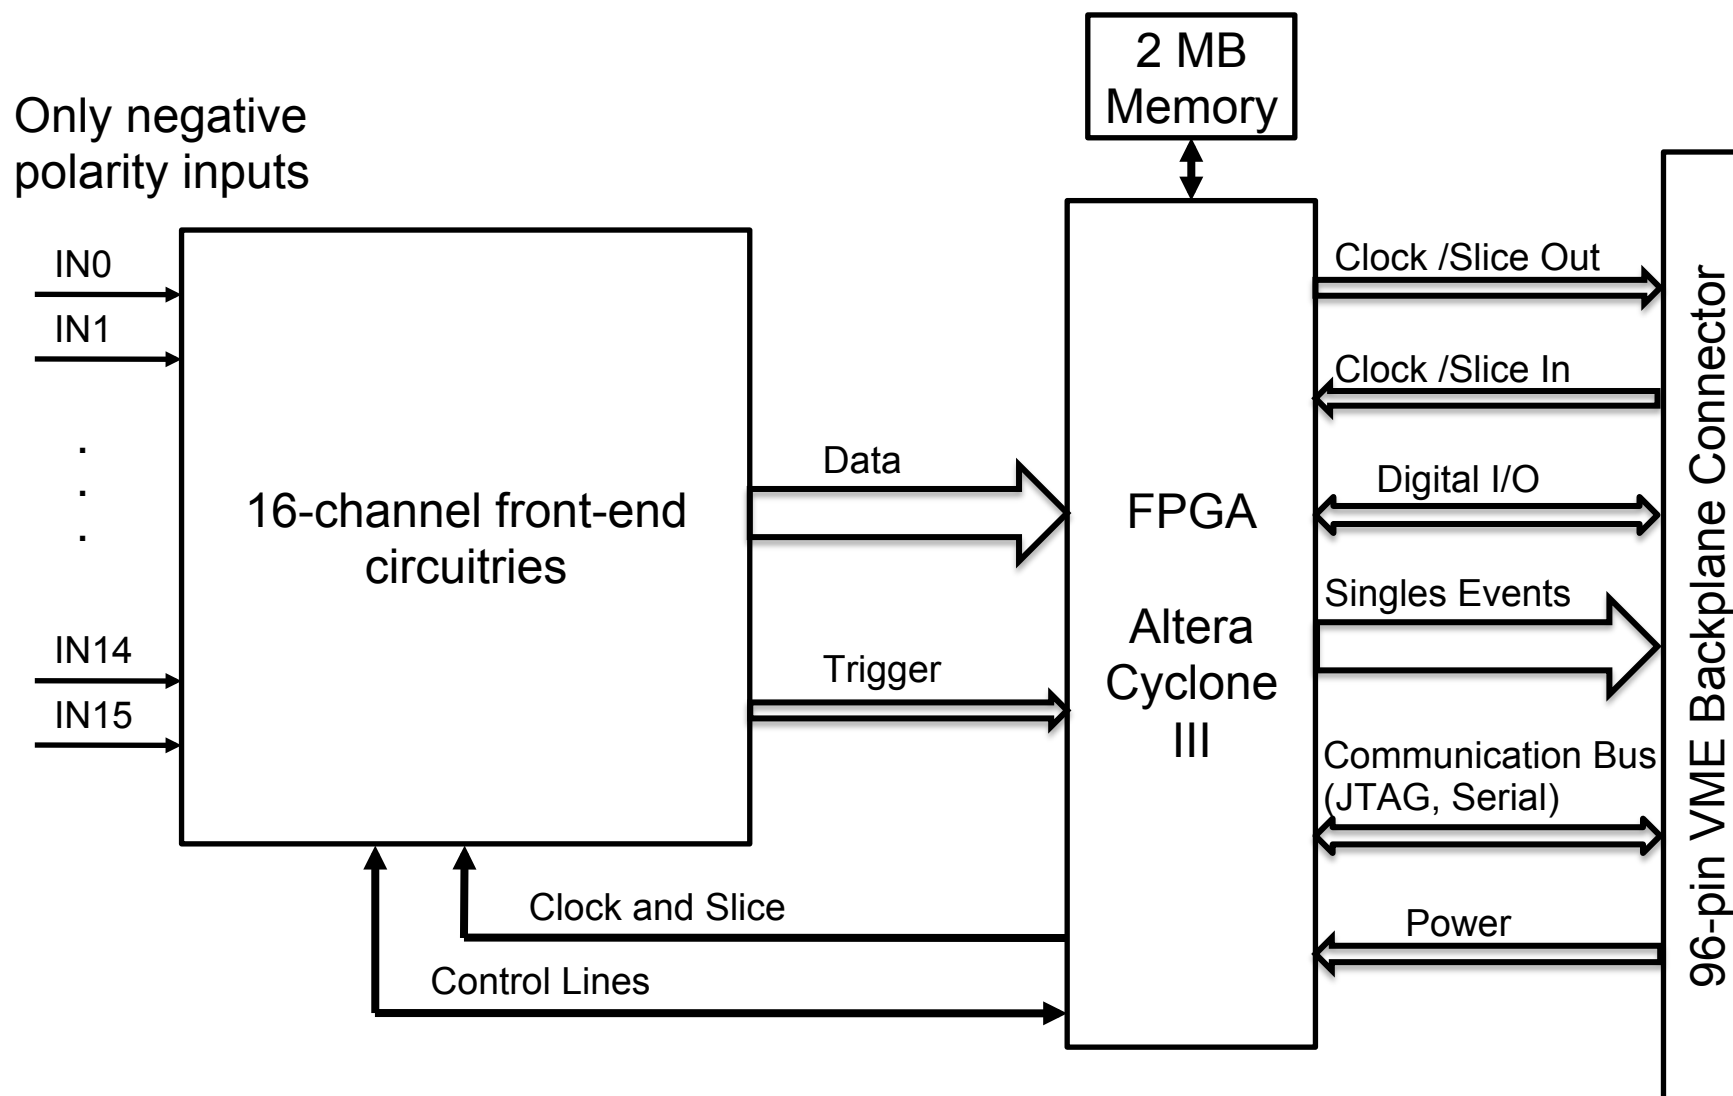 2 MB
Memory
Only negative
polarity inputs
IN0
IN1
.
.
.
IN14
IN15
16-channel front-end
circuitries
Data
Trigger
Clock and Slice
Control Lines
FPGA
Altera
Cyclone
III
Clock /Slice Out
Clock /Slice In
Digital I/O
Singles Events
Communication Bus
(JTAG, Serial)
Power
96-pin VME Backplane Connector